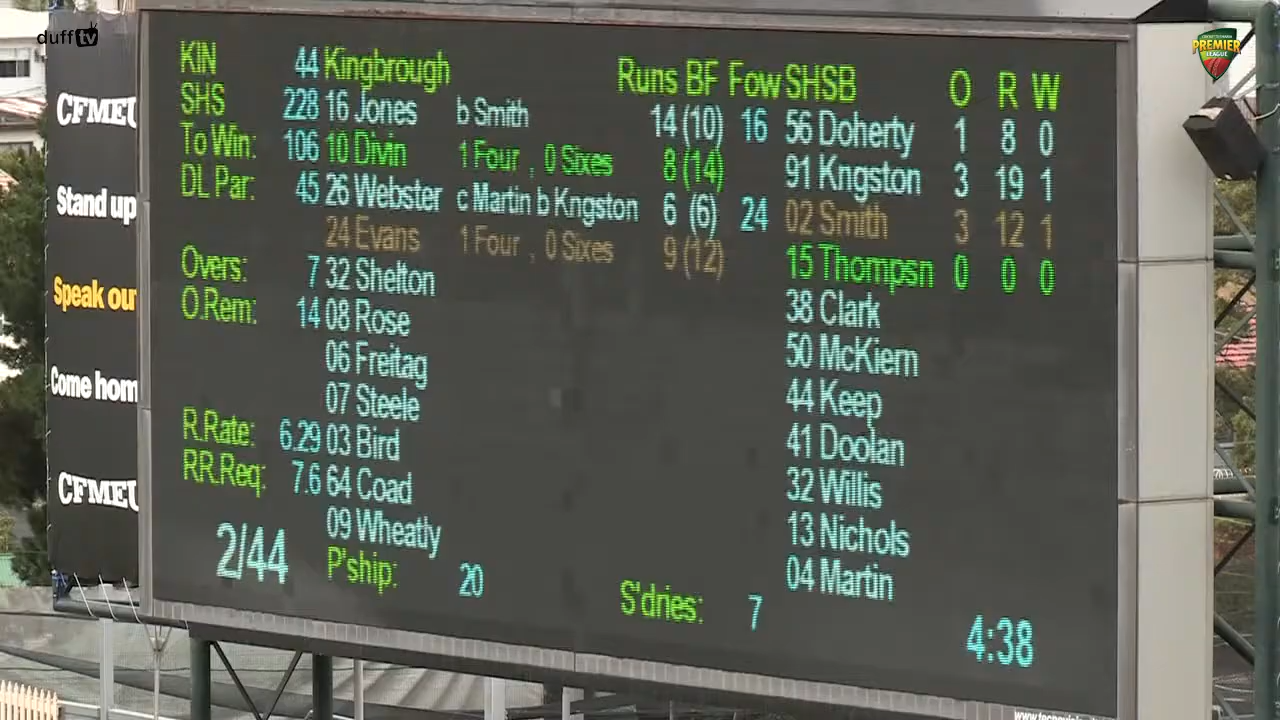 duff tv
CRICKET TASMANIA
PREMIER
LEAGUE
CFMEU
Stand up
Speak out
Come hom
CFMEU
KIN 44 Kingbrough Runs BF Fow SHSB O R W
SHS 228 16 Jones b Smith 14 (10) 16 56 Doherty 1 8 0
To Win: 106 10 Divin 1 Four , 0 Sixes 8 (14) 91 Kngston 3 19 1
DL Par: 45 26 Webster c Martin b Kngston 6 (6) 24 02 Smith 3 12 1
24 Evans 1 Four , 0 Sixes 9 (12) 15 Thompsn 0 0 0
Overs: 7 32 Shelton 38 Clark
O.Rem: 14 08 Rose 50 McKiern
06 Freitag 44 Keep
07 Steele 41 Doolan
R.Rate: 6.29 03 Bird 32 Willis
RR.Req: 7.6 64 Coad 13 Nichols
09 Wheatly 04 Martin
2/44 P'ship: 20 S'dries: 7 4:38